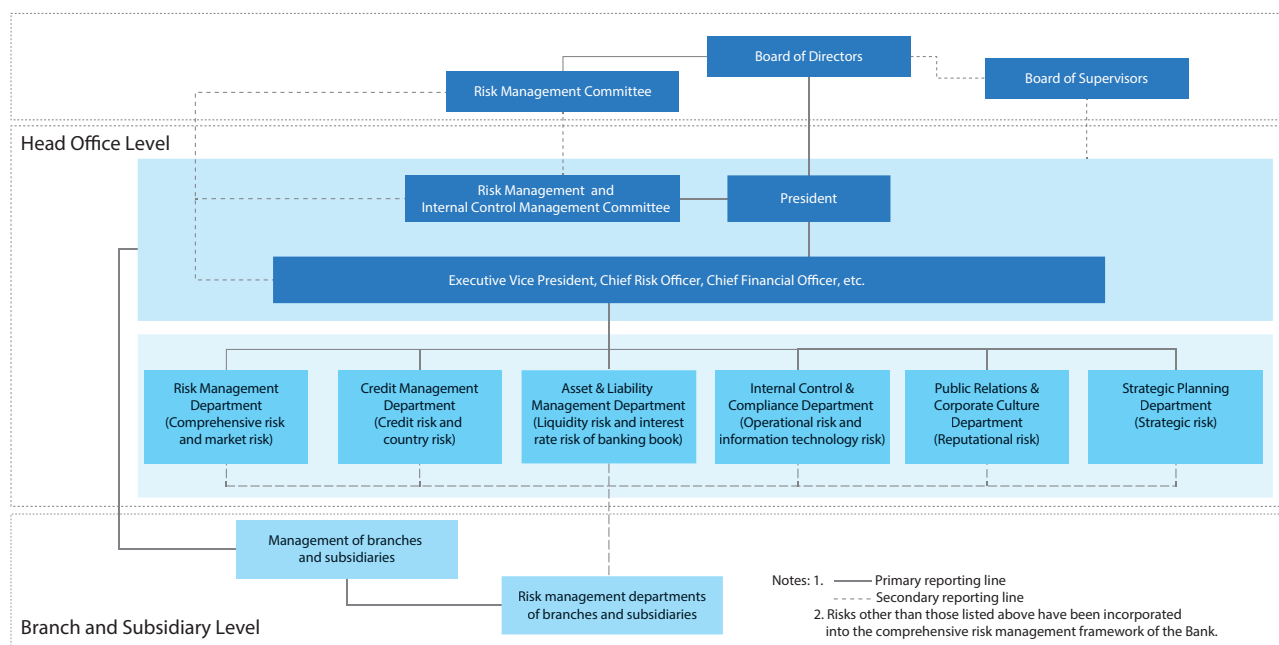 Board of Directors
Board of Supervisors
Risk Management Committee
Head Office Level
Risk Management and
Internal Control Management Committee
President
Executive Vice President, Chief Risk Officer, Chief Financial Officer, etc.
Risk Management
Department
(Comprehensive risk
and market risk)
Credit Management
Department
(Credit risk and
country risk)
Asset & Liability
Management Department
(Liquidity risk and interest
rate risk of banking book)
Internal Control &
Compliance Department
(Operational risk and
information technology risk)
Public Relations &
Corporate Culture
Department
(Reputational risk)
Strategic Planning
Department
(Strategic risk)
Management of branches
and subsidiaries
Risk management departments
of branches and subsidiaries
Branch and Subsidiary Level
Notes: 1. Primary reporting line
Secondary reporting line
2. Risks other than those listed above have been incorporated
into the comprehensive risk management framework of the Bank.